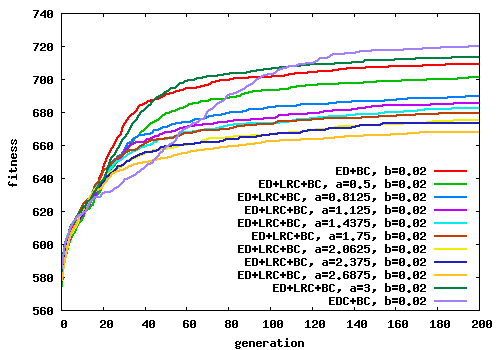 740
720
700
680
660
640
620
600
580
560
fitness
ED+BC, b=0.02
ED+LRC+BC, a=0.5, b=0.02
ED+LRC+BC, a=0.8125, b=0.02
ED+LRC+BC, a=1.125, b=0.02
ED+LRC+BC, a=1.4375, b=0.02
ED+LRC+BC, a=1.75, b=0.02
ED+LRC+BC, a=2.0625, b=0.02
ED+LRC+BC, a=2.375, b=0.02
ED+LRC+BC, a=2.6875, b=0.02
ED+LRC+BC, a=3, b=0.02
EDC+BC, b=0.02
0 20 40 60 80 100 120 140 160 180 200
generation